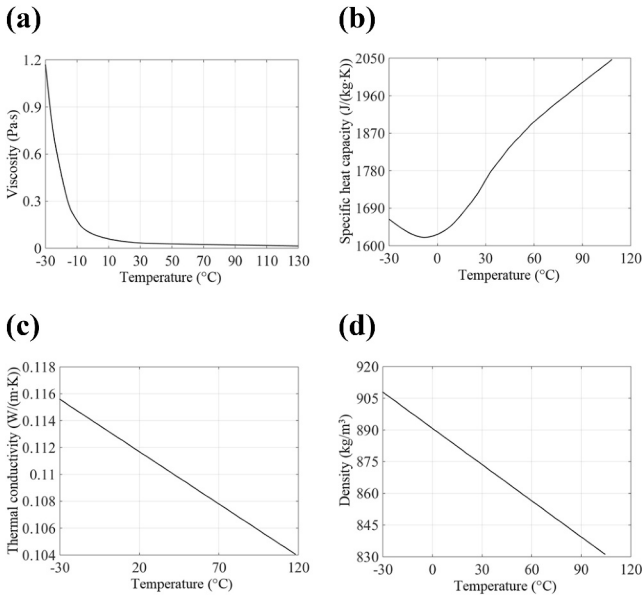 (a)
(b)
1.2
0.9
0.6
0.3
0
Viscosity (Pa·s)
-30 -10 10 30 50 70 90 110 130
Temperature (°C)
2050
1960
1870
1780
1690
1600
Specific heat capacity (J/(kg·K))
-30 0 30 60 90 120
Temperature (°C)
(c)
(d)
0.118
0.116
0.114
0.112
0.11
0.108
0.106
0.104
Thermal conductivity (W/(m·K))
-30 20 70 120
Temperature (°C)
920
905
890
875
860
845
830
Density (kg/m³)
-30 0 30 60 90 120
Temperature (°C)